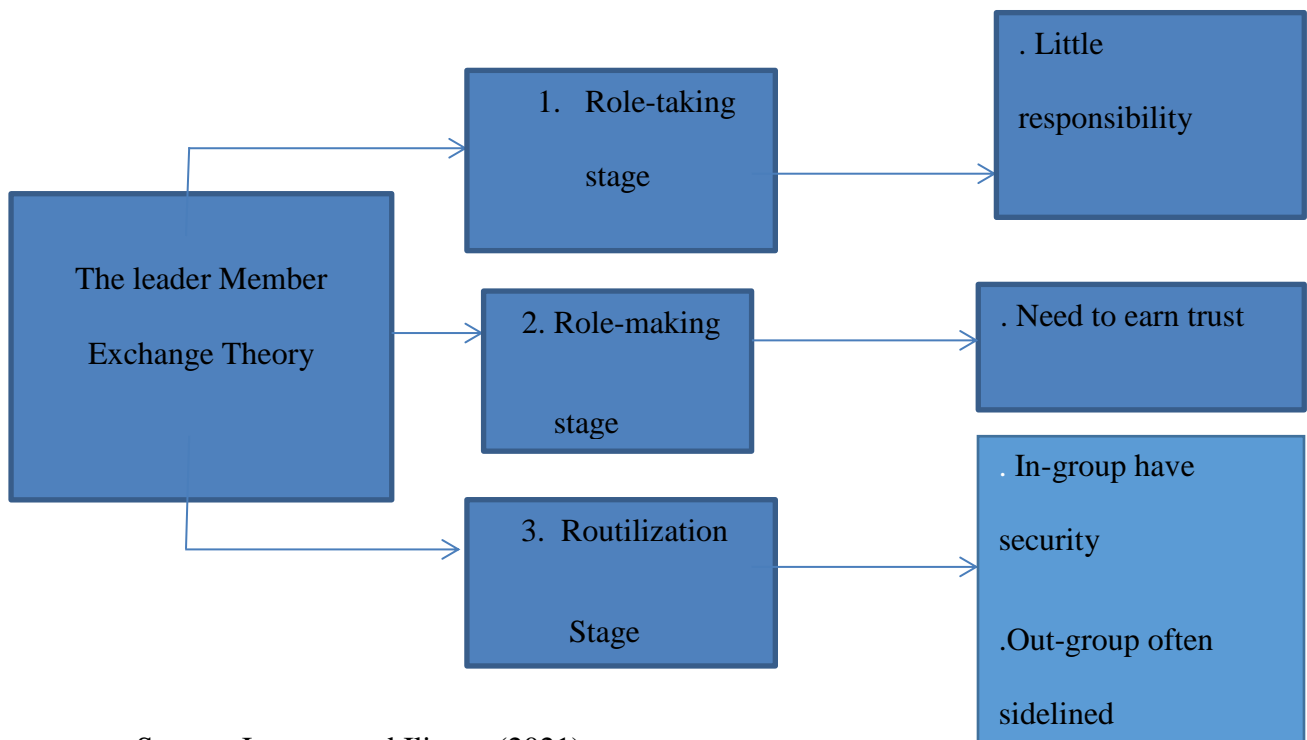 The leader Member
Exchange Theory
1. Role-taking
stage
. Little
responsibility
2. Role-making
stage
. Need to earn trust
3. Routilization
Stage
. In-group have
security
.Out-group often
sidelined
(2021)